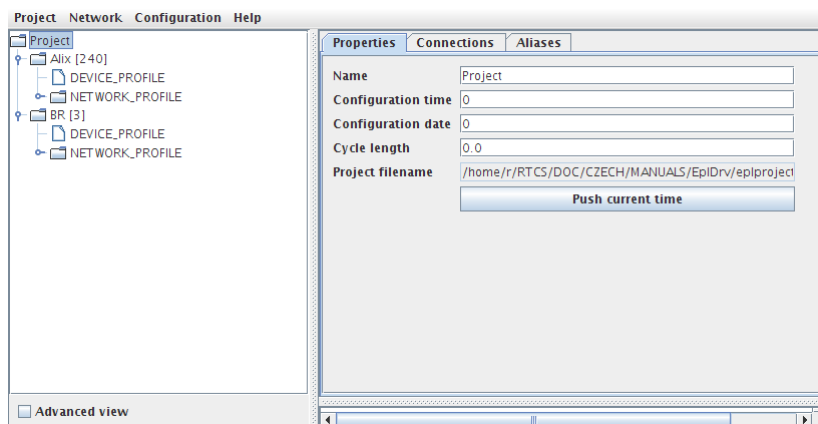 Project Network Configuration Help
Project
Alix [240]
DEVICE_PROFILE
NETWORK_PROFILE
BR [3]
DEVICE_PROFILE
NETWORK_PROFILE
Advanced view
Properties Connections Aliases
Name Project
Configuration time 0
Configuration date 0
Cycle length 0.0
Project filename /home/r/RTCS/DOC/CZECH/MANUALS/EplDrv/eplproject
Push current time